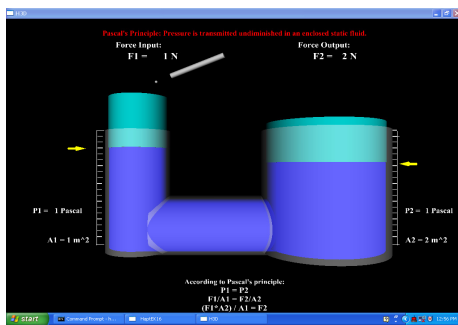 H3D
Pascal's Principle: Pressure is transmitted undiminished in an enclosed static fluid.
Force Input:
F1 = 1 N
Force Output:
F2 = 2 N
P1 = 1 Pascal
A1 = 1 m^2
P2 = 1 Pascal
A2 = 2 m^2
According to Pascal's principle:
P1 = P2
F1/A1 = F2/A2
(F1*A2) / A1 = F2
start
Command Prompt - h...
HaptEK16
H3D
12:56 PM